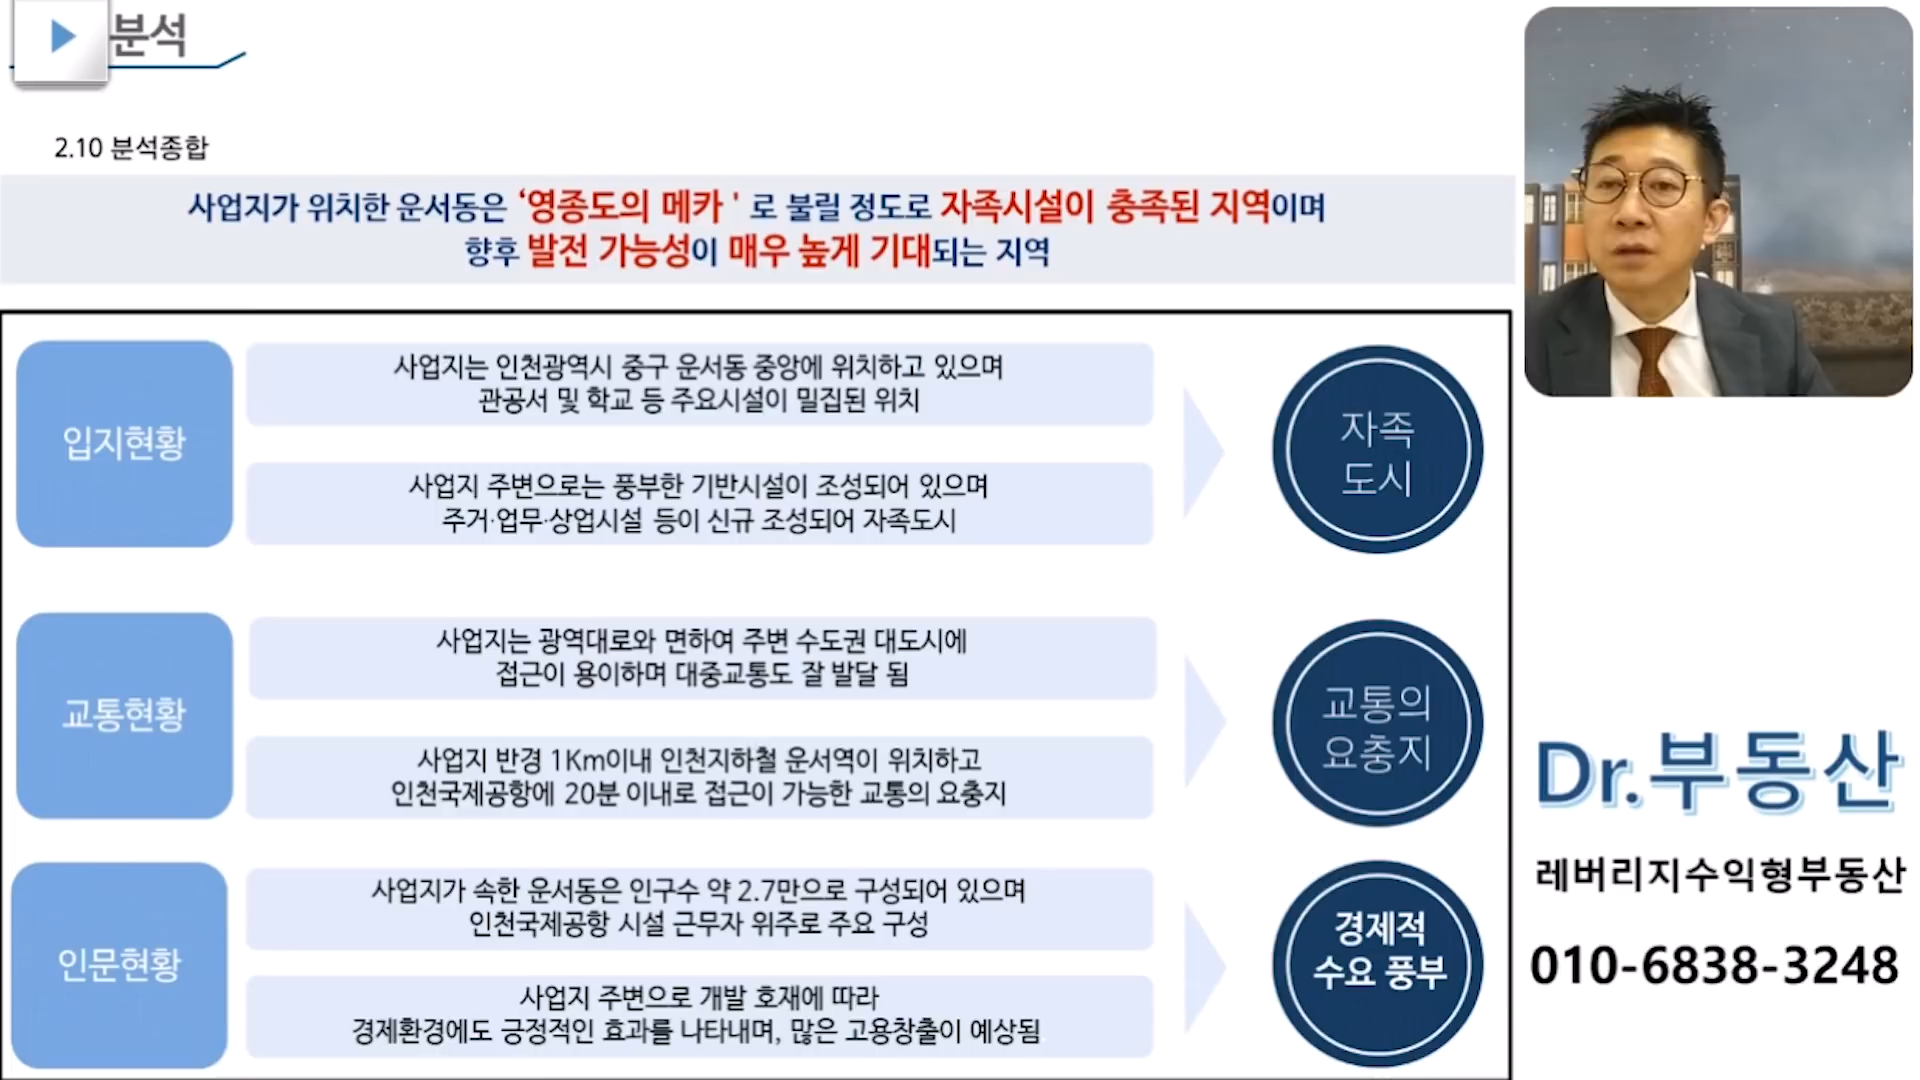 분석
2.10 분석종합
사업지가 위치한 운서동은 ‘영종도의 메카 ' 로 불릴 정도로 자족시설이 충족된 지역이며
향후 발전 가능성이 매우 높게 기대되는 지역
입지현황
사업지는 인천광역시 중구 운서동 중앙에 위치하고 있으며
관공서 및 학교 등 주요시설이 밀집된 위치
사업지 주변으로는 풍부한 기반시설이 조성되어 있으며
주거·업무·상업시설 등이 신규 조성되어 자족도시
자족
도시
교통현황
사업지는 광역대로와 면하여 주변 수도권 대도시에
접근이 용이하며 대중교통도 잘 발달 됨
사업지 반경 1Km이내 인천지하철 운서역이 위치하고
인천국제공항에 20분 이내로 접근이 가능한 교통의 요충지
교통의
요충지
인문현황
사업지가 속한 운서동은 인구수 약 2.7만으로 구성되어 있으며
인천국제공항 시설 근무자 위주로 주요 구성
사업지 주변으로 개발 호재에 따라
경제환경에도 긍정적인 효과를 나타내며, 많은 고용창출이 예상됨
경제적
수요 풍부
Dr.부동산
레버리지수익형부동산
010-6838-3248